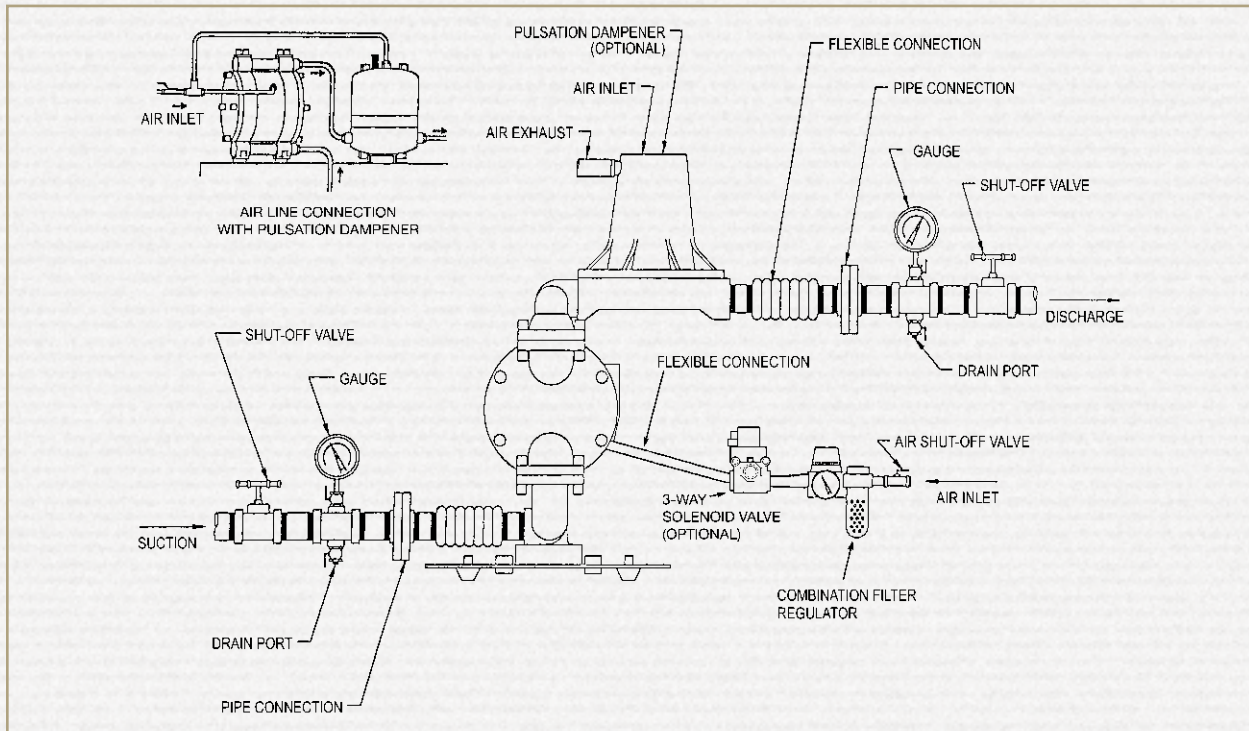 PULSATION DAMPENER
(OPTIONAL)
FLEXIBLE CONNECTION
AIR INLET
PIPE CONNECTION
AIR INLET
AIR EXHAUST
GAUGE
SHUT-OFF VALVE
AIR LINE CONNECTION
WITH PULSATION DAMPENER
DISCHARGE
SHUT-OFF VALVE
FLEXIBLE CONNECTION
DRAIN PORT
GAUGE
AIR SHUT-OFF VALVE
3-WAY
SOLENOID VALVE
(OPTIONAL)
AIR INLET
SUCTION
COMBINATION FILTER
REGULATOR
DRAIN PORT
PIPE CONNECTION